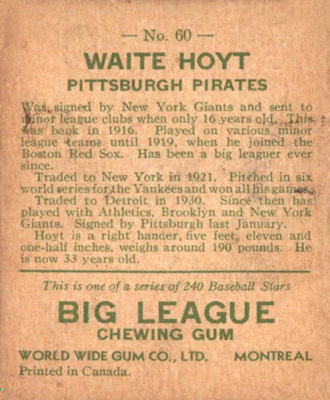 — No. 60 —
WAITE HOYT
PITTSBURGH PIRATES
Was signed by New York Giants and sent to
minor league clubs when only 16 years old. This
was back in 1916. Played on various minor
league teams until 1919, when he joined the
Boston Red Sox. Has been a big leaguer ever
since.
Traded to New York in 1921. Pitched in six
world series for the Yankees and won all his games.
Traded to Detroit in 1930. Since then has
played with Athletics, Brooklyn and New York
Giants. Signed by Pittsburgh last January.
Hoyt is a right hander, five feet, eleven and
one-half inches, weighs around 190 pounds. He
is now 33 years old.
This is one of a series of 240 Baseball Stars
BIG LEAGUE
CHEWING GUM
WORLD WIDE GUM CO., LTD. MONTREAL
Printed in Canada.